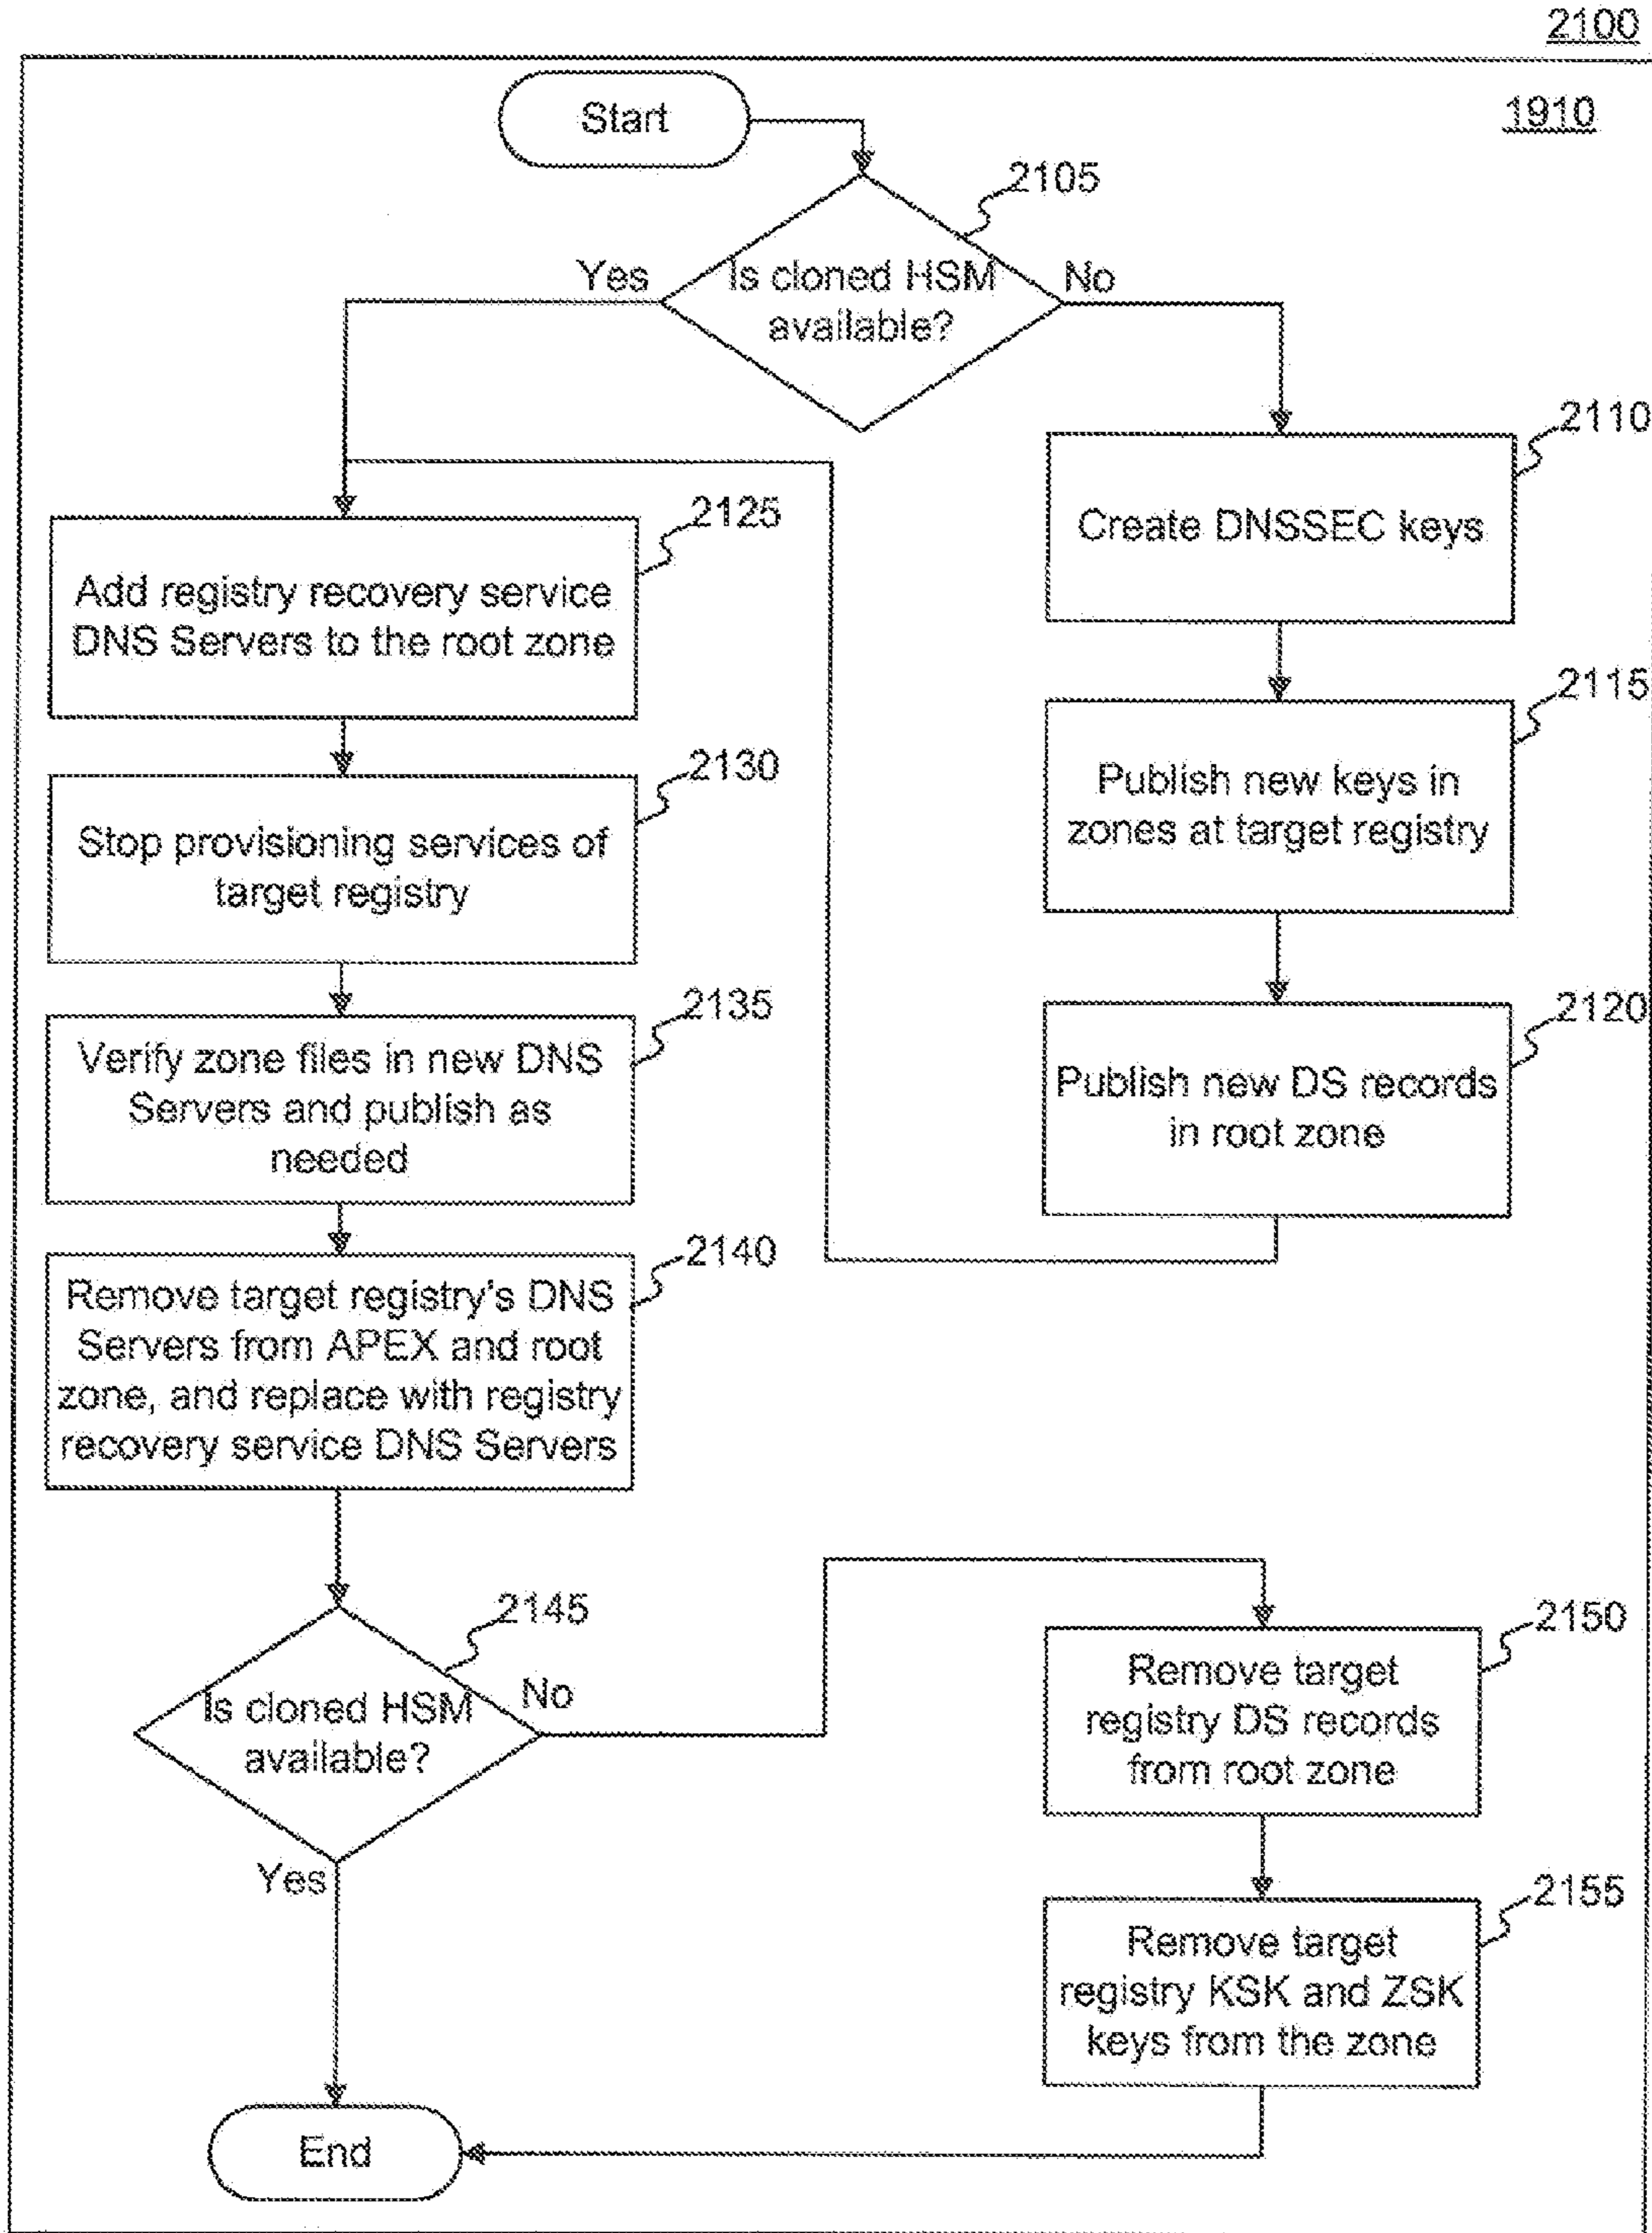 2100
1910
Start
2105
Is cloned HSM
available?
Yes
No
2110
Create DNSSEC keys
2115
Publish new keys in
zones at target registry
2120
Publish new DS records
in root zone
2125
Add registry recovery service
DNS Servers to the root zone
2130
Stop provisioning services of
target registry
2135
Verify zone files in new DNS
Servers and publish as
needed
2140
Remove target registry's DNS
Servers from APEX and root
zone, and replace with registry
recovery service DNS Servers
2145
Is cloned HSM
available?
No
Yes
2150
Remove target
registry DS records
from root zone
2155
Remove target
registry KSK and ZSK
keys from the zone
End